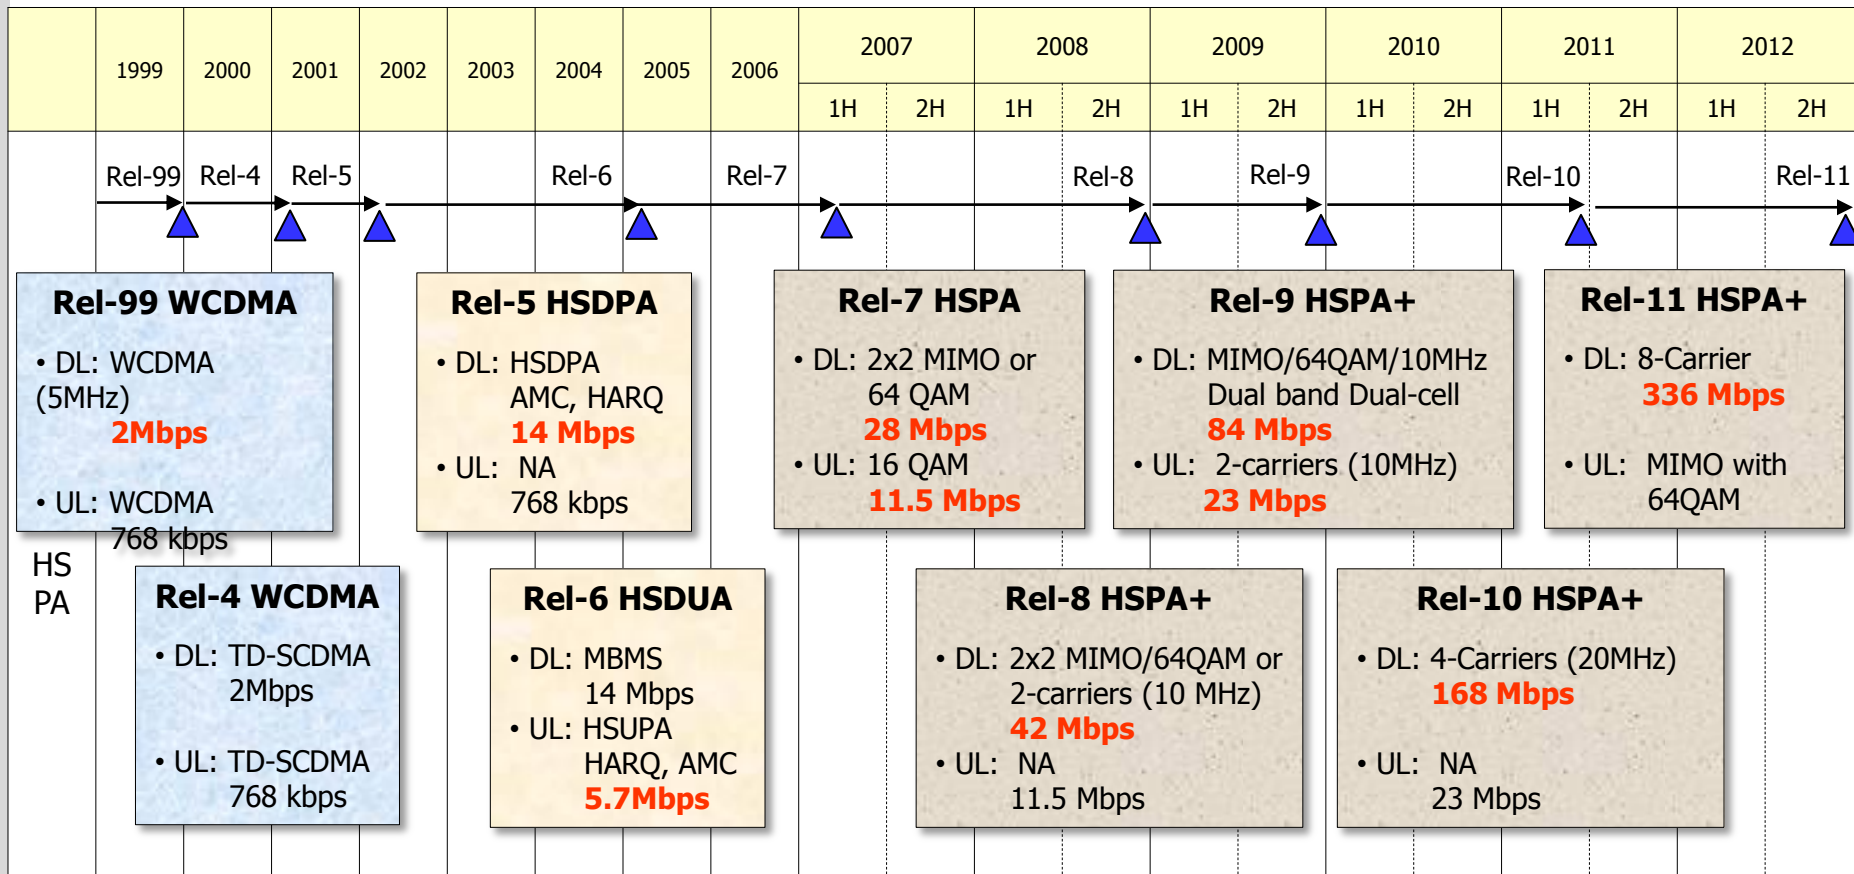 1999 2000 2001 2002 2003 2004 2005 2006 2007 2008 2009 2010 2011 2012
1H 2H 1H 2H 1H 2H 1H 2H 1H 2H 1H 2H
Rel-99 Rel-4 Rel-5 Rel-6 Rel-7 Rel-8 Rel-9 Rel-10 Rel-11
HS
PA
Rel-99 WCDMA
• DL: WCDMA
(5MHz)
2Mbps
• UL: WCDMA
768 kbps
Rel-5 HSDPA
• DL: HSDPA
AMC, HARQ
14 Mbps
• UL: NA
768 kbps
Rel-7 HSPA
• DL: 2x2 MIMO or
64 QAM
28 Mbps
• UL: 16 QAM
11.5 Mbps
Rel-9 HSPA+
• DL: MIMO/64QAM/10MHz
Dual band Dual-cell
84 Mbps
• UL: 2-carriers (10MHz)
23 Mbps
Rel-11 HSPA+
• DL: 8-Carrier
336 Mbps
• UL: MIMO with
64QAM
Rel-4 WCDMA
• DL: TD-SCDMA
2Mbps
• UL: TD-SCDMA
768 kbps
Rel-6 HSDUA
• DL: MBMS
14 Mbps
• UL: HSUPA
HARQ, AMC
5.7Mbps
Rel-8 HSPA+
• DL: 2x2 MIMO/64QAM or
2-carriers (10 MHz)
42 Mbps
• UL: NA
11.5 Mbps
Rel-10 HSPA+
• DL: 4-Carriers (20MHz)
168 Mbps
• UL: NA
23 Mbps